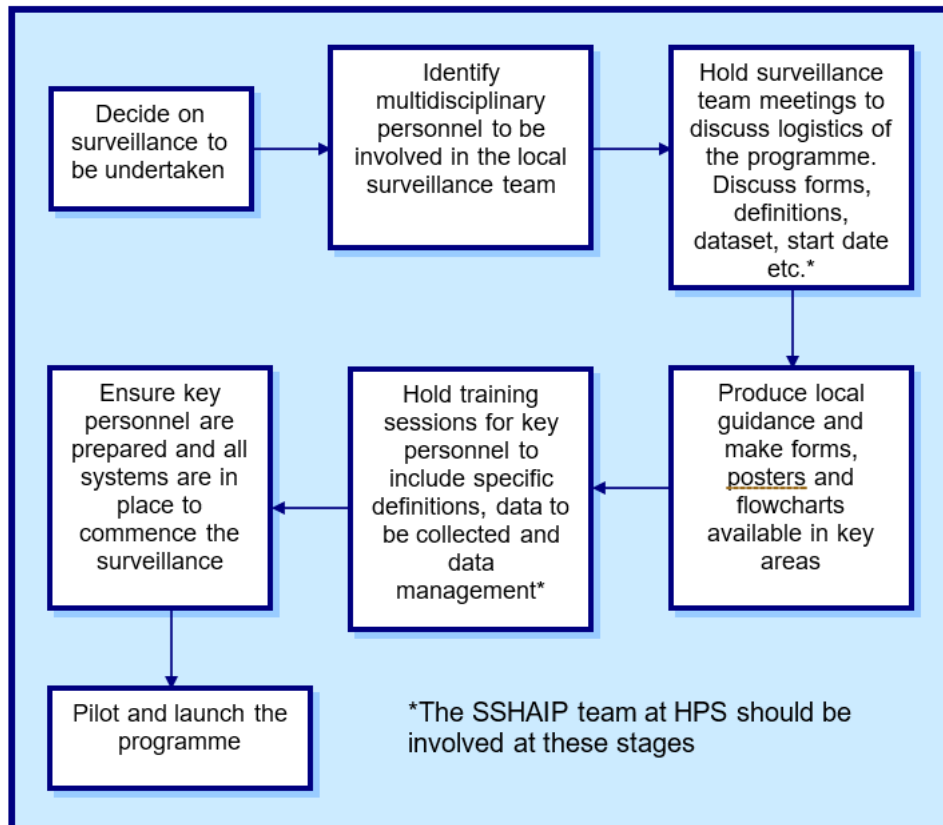 Decide on
surveillance to
be undertaken
Identify
multidisciplinary
personnel to be
involved in the local
surveillance team
Hold surveillance
team meetings to
discuss logistics of
the programme.
Discuss forms,
definitions,
dataset, start date
etc.*
Produce local
guidance and
make forms,
posters and
flowcharts
available in key
areas
Hold training
sessions for key
personnel to
include specific
definitions, data to
be collected and
data
management*
Ensure key
personnel are
prepared and all
systems are in
place to
commence the
surveillance
Pilot and launch the
programme
*The SSHAIP team at HPS should be
involved at these stages